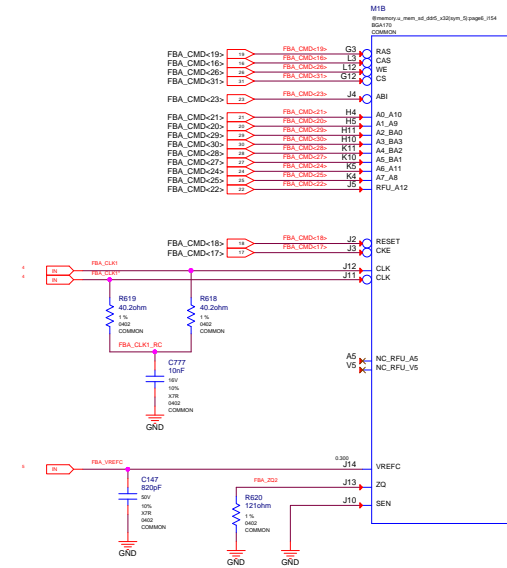 M1B
@memory.u_mem_sd_ddr5_x32(sym_5):page6_i154
BGA170
COMMON
FBA_CMD<19> 19 FBA_CMD<19> G3 RAS
FBA_CMD<16> 16 FBA_CMD<16> L3 CAS
FBA_CMD<26> 26 FBA_CMD<26> L12 WE
FBA_CMD<31> 31 FBA_CMD<31> G12 CS
FBA_CMD<23> 23 FBA_CMD<23> J4 ABI
FBA_CMD<21> 21 FBA_CMD<21> H4 A0_A10
FBA_CMD<20> 20 FBA_CMD<20> H5 A1_A9
FBA_CMD<29> 29 FBA_CMD<29> H11 A2_BA0
FBA_CMD<30> 30 FBA_CMD<30> H10 A3_BA3
FBA_CMD<28> 28 FBA_CMD<28> K11 A4_BA2
FBA_CMD<27> 27 FBA_CMD<27> K10 A5_BA1
FBA_CMD<24> 24 FBA_CMD<24> K5 A6_A11
FBA_CMD<25> 25 FBA_CMD<25> K4 A7_A8
FBA_CMD<22> 22 FBA_CMD<22> J5 RFU_A12
FBA_CMD<18> 18 FBA_CMD<18> J2 RESET
FBA_CMD<17> 17 FBA_CMD<17> J3 CKE
IN FBA_CLK1 J12 CLK
IN FBA_CLK1* J11 CLK
R619
40.2ohm
1 %
0402
COMMON
R618
40.2ohm
1 %
0402
COMMON
FBA_CLK1_RC
C777
10nF
16V
10%
X7R
0402
COMMON
GND
A5 NC_RFU_A5
V5 NC_RFU_V5
0.300
IN FBA_VREFC J14 VREFC
FBA_ZQ2 J13 ZQ
J10 SEN
C147
820pF
50V
10%
X7R
0402
COMMON
GND
R620
121ohm
1 %
0402
COMMON
GND
GND